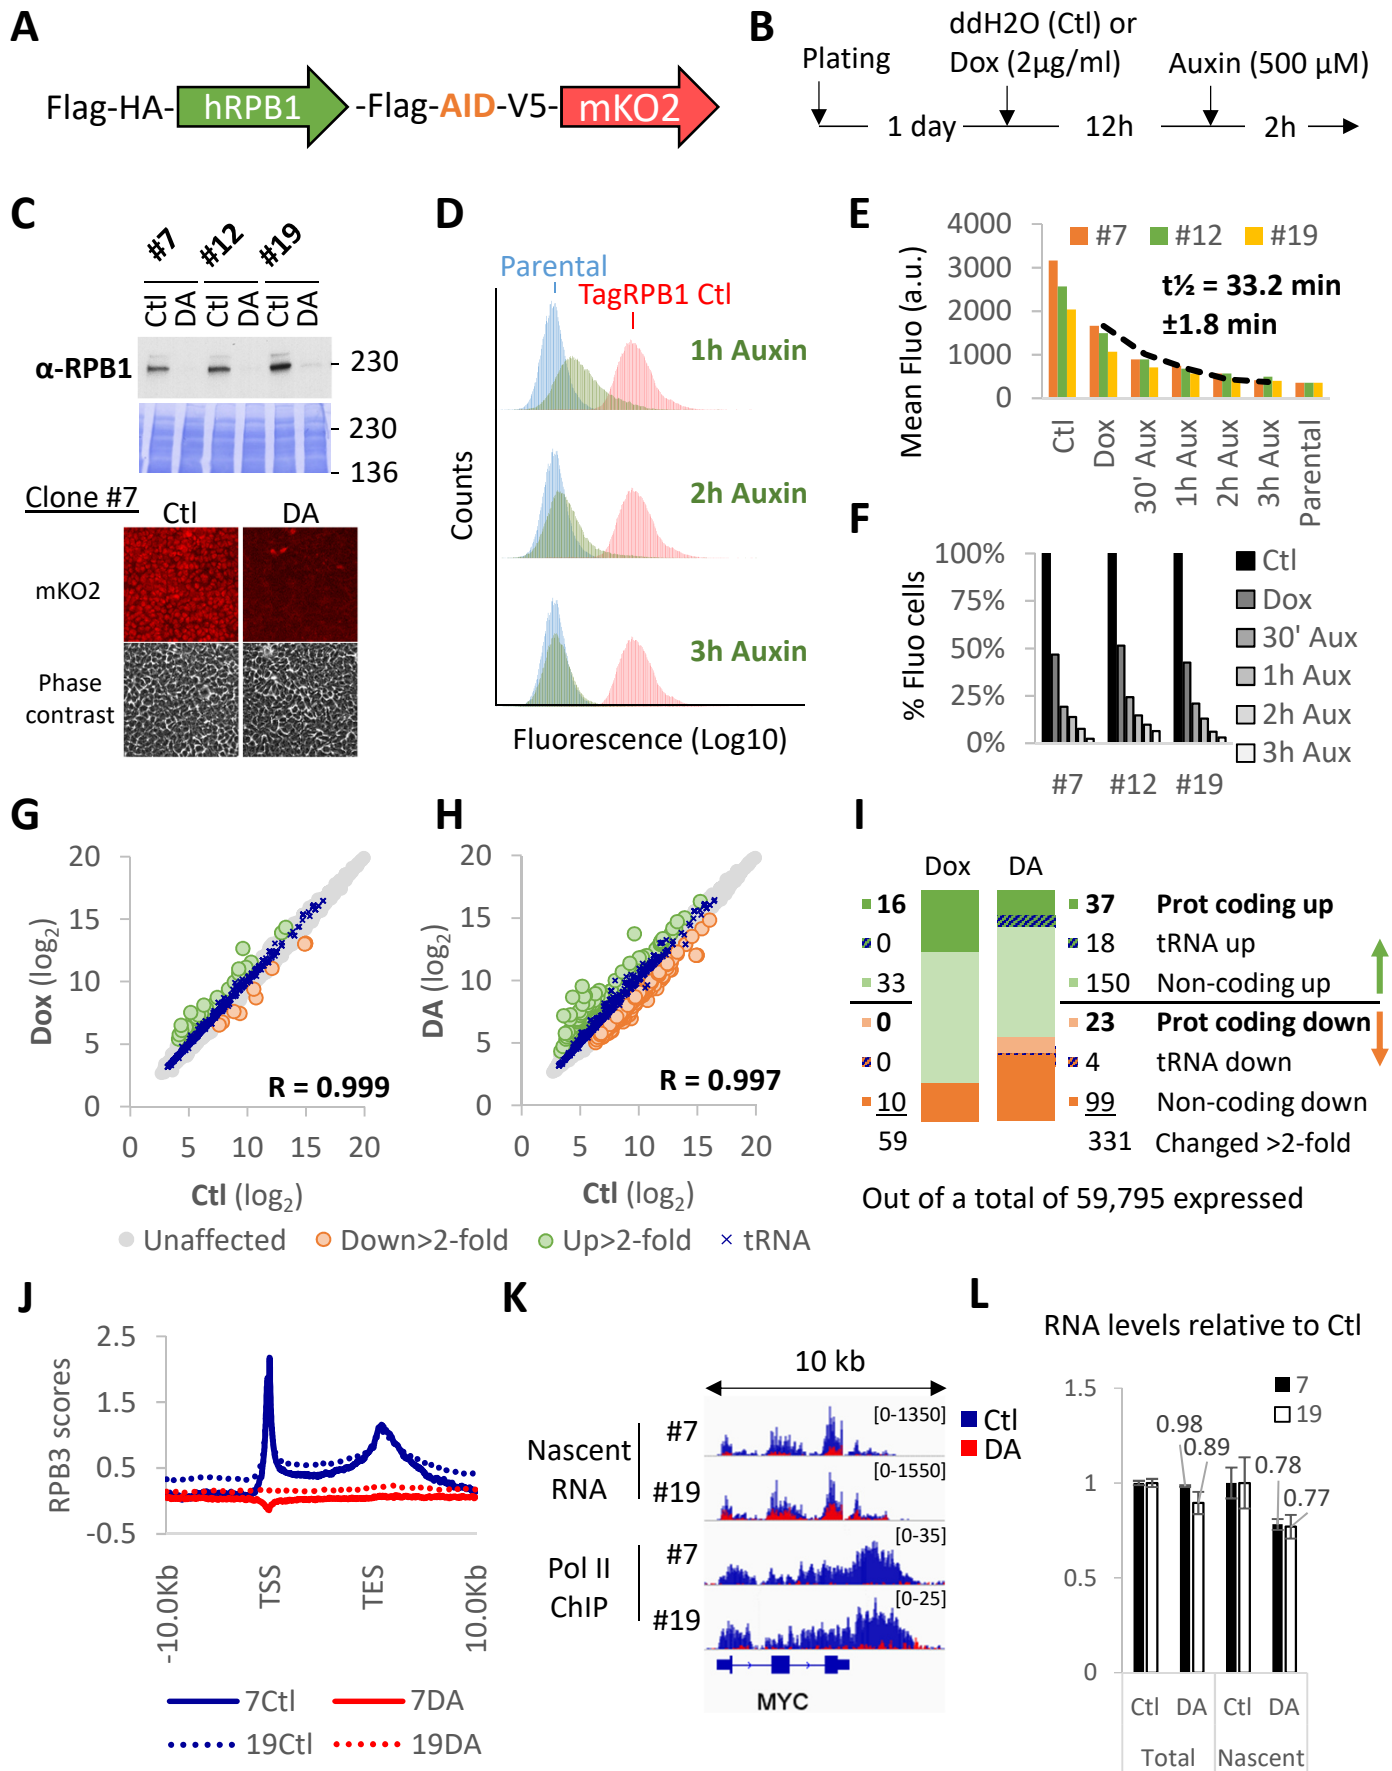 A
Flag-HA-
hRPB1
-Flag-AID-V5-
mKO2
B
Plating
ddH2O (Ctl) or
Dox (2µg/ml)
Auxin (500 µM)
1 day
12h
2h
C
#7
#12
#19
Ctl
DA
Ctl
DA
Ctl
DA
α-RPB1
230
230
136
Clone #7
Ctl
DA
mKO2
Phase
contrast
D
Parental
TagRPB1 Ctl
1h Auxin
2h Auxin
3h Auxin
Counts
Fluorescence (Log10)
E
Mean Fluo (a.u.)
4000
3000
2000
1000
0
#7
#12
#19
t½ = 33.2 min
±1.8 min
Ctl
Dox
30' Aux
1h Aux
2h Aux
3h Aux
Parental
F
% Fluo cells
100%
75%
50%
25%
0%
#7
#12
#19
Ctl
Dox
30' Aux
1h Aux
2h Aux
3h Aux
G
Dox (log2)
20
15
10
5
0
R = 0.999
0
5
10
15
20
Ctl (log2)
H
DA (log2)
20
15
10
5
0
R = 0.997
0
5
10
15
20
Ctl (log2)
Unaffected
Down>2-fold
Up>2-fold
tRNA
I
Dox
DA
16
37
Prot coding up
0
18
tRNA up
33
150
Non-coding up
0
23
Prot coding down
0
4
tRNA down
10
99
Non-coding down
59
331
Changed >2-fold
Out of a total of 59,795 expressed
J
RPB3 scores
2.5
1.5
0.5
-0.5
-10.0Kb
TSS
TES
10.0Kb
7Ctl
7DA
19Ctl
19DA
K
10 kb
Nascent
RNA
#7
[0-1350]
#19
[0-1550]
Pol II
ChIP
#7
[0-35]
#19
[0-25]
Ctl
DA
MYC
L
RNA levels relative to Ctl
1.5
1
0.5
0
7
19
0.98
0.89
0.78
0.77
Ctl
DA
Ctl
DA
Total
Nascent